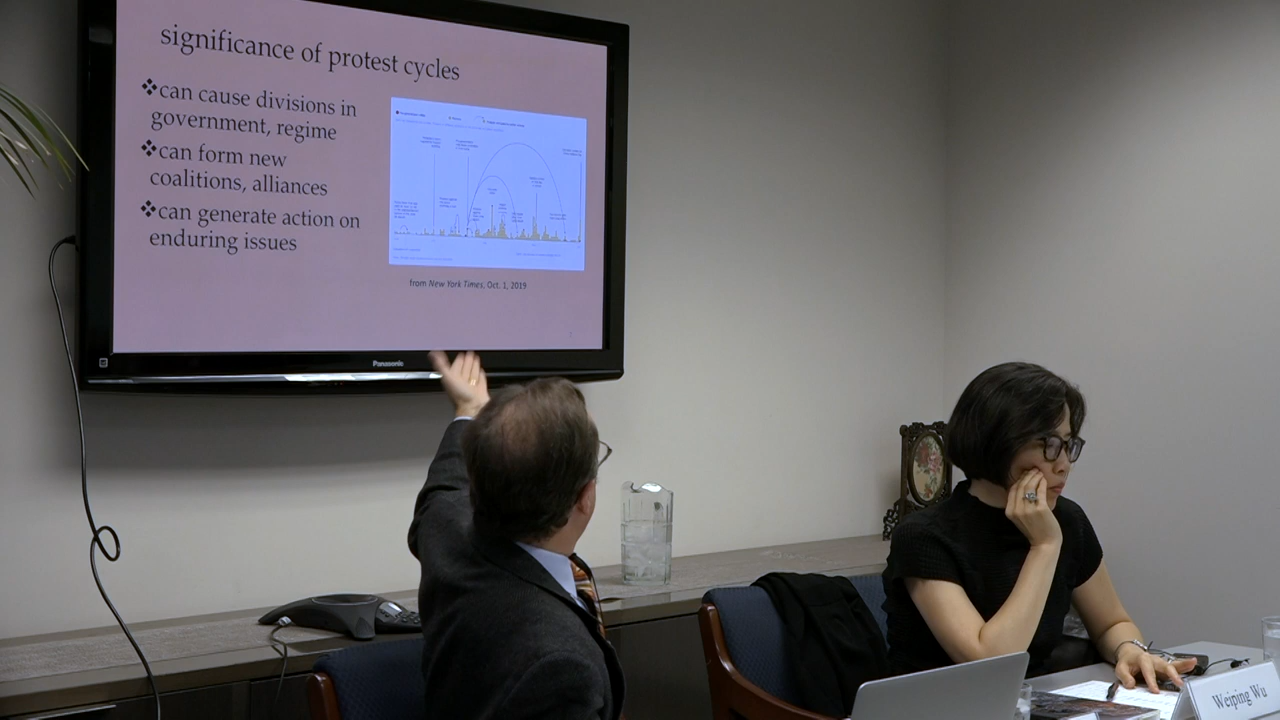 significance of protest cycles
❖can cause divisions in
government, regime
❖can form new
coalitions, alliances
❖can generate action on
enduring issues
from New York Times, Oct. 1, 2019
Panasonic
Weiping Wu